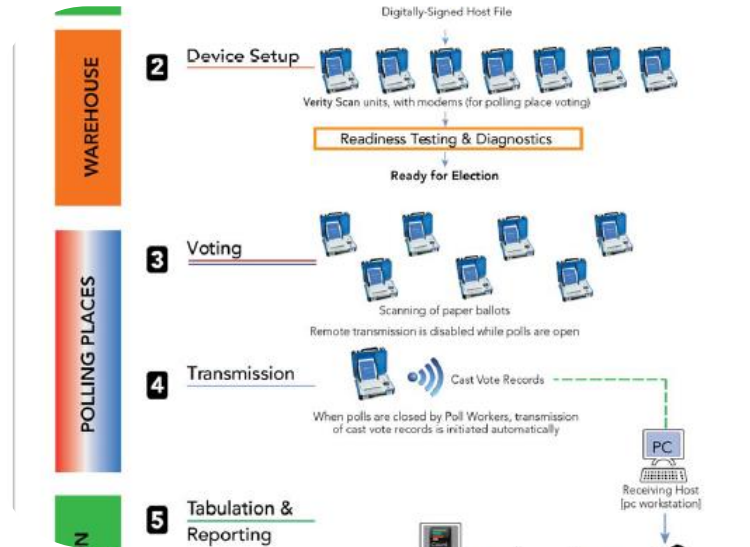 Digitally-Signed Host File
WAREHOUSE
2
Device Setup
Verity Scan units, with modems (for polling place voting)
Readiness Testing & Diagnostics
Ready for Election
POLLING PLACES
3
Voting
Scanning of paper ballots
Remote transmission is disabled while polls are open
4
Transmission
Cast Vote Records
When polls are closed by Poll Workers, transmission
of cast vote records is initiated automatically
PC
Receiving Host
[pc workstation]
5
Tabulation &
Reporting
N